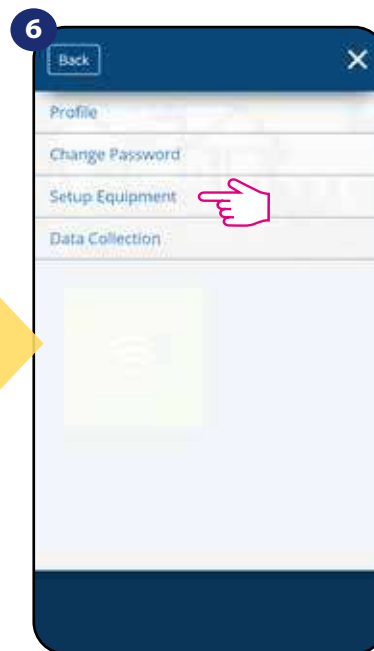 6
Back
Profile
Change Password
Setup Equipment
Data Collection